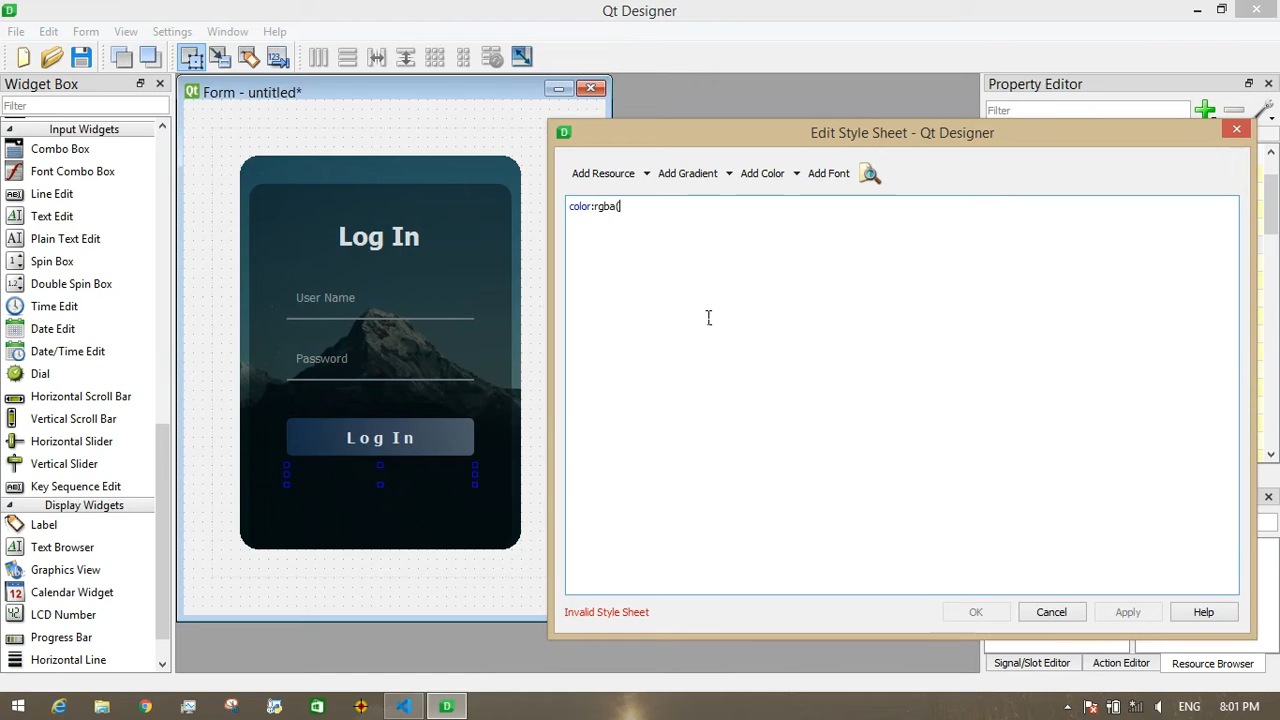 Qt Designer
File Edit Form View Settings Window Help
Widget Box
Filter
Input Widgets
Combo Box
Font Combo Box
Line Edit
Text Edit
Plain Text Edit
Spin Box
Double Spin Box
Time Edit
Date Edit
Date/Time Edit
Dial
Horizontal Scroll Bar
Vertical Scroll Bar
Horizontal Slider
Vertical Slider
Key Sequence Edit
Display Widgets
Label
Text Browser
Graphics View
Calendar Widget
LCD Number
Progress Bar
Horizontal Line
Form - untitled*
Log In
User Name
Password
Log In
Property Editor
Filter
Edit Style Sheet - Qt Designer
Add Resource Add Gradient Add Color Add Font
color:rgba(
Invalid Style Sheet
OK Cancel Apply Help
Signal/Slot Editor Action Editor Resource Browser
ENG 8:01 PM